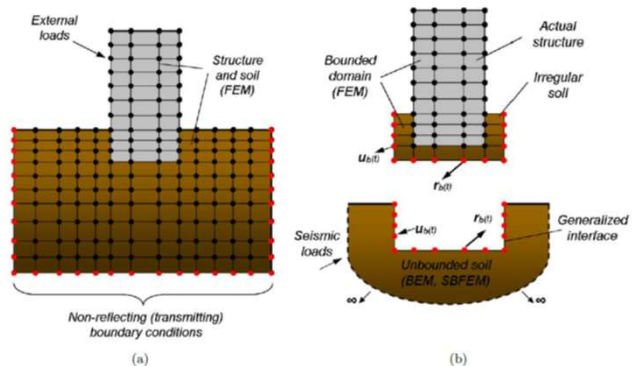 External
loads
Structure
and soil
(FEM)
Non-reflecting (transmitting)
boundary conditions
(a)
Bounded
domain
(FEM)
Actual
structure
Irregular
soil
u_b(t)
r_b(t)
Seismic
loads
u_b(t)
r_b(t)
Generalized
interface
Unbounded soil
(BEM, SBFEM)
∞
∞
(b)